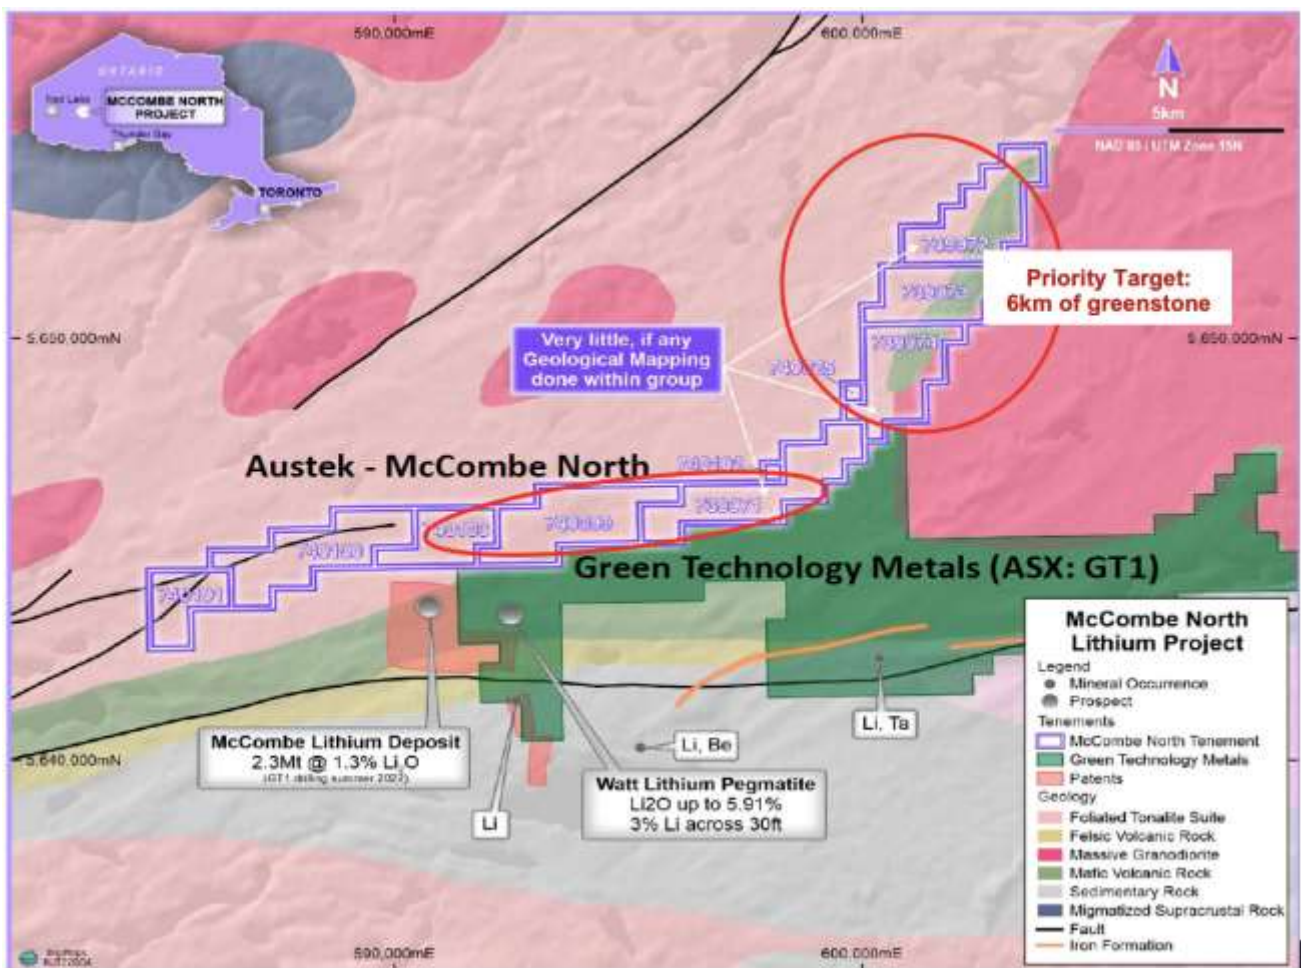 590,000mE
600,000mE
ONTARIO
Red Lake
MCCOMBE NORTH
PROJECT
Thunder Bay
TORONTO
N
5km
NAD 83 / UTM Zone 15N
Priority Target:
6km of greenstone
5,650,000mN
5,650,000mN
Very little, if any
Geological Mapping
done within group
Austek - McCombe North
740100
740101
Green Technology Metals (ASX: GT1)
McCombe Lithium Deposit
2.3Mt @ 1.3% Li2O
5,640,000mN
Li
Li, Be
Li, Ta
Watt Lithium Pegmatite
Li2O up to 5.91%
3% Li across 30ft
McCombe North
Lithium Project
Legend
Mineral Occurrence
Prospect
Tenements
McCombe North Tenement
Green Technology Metals
Patents
Geology
Foliated Tonalite Suite
Felsic Volcanic Rock
Massive Granodiorite
Mafic Volcanic Rock
Sedimentary Rock
Migmatized Supracrustal Rock
Fault
Iron Formation
590,000mE
600,000mE